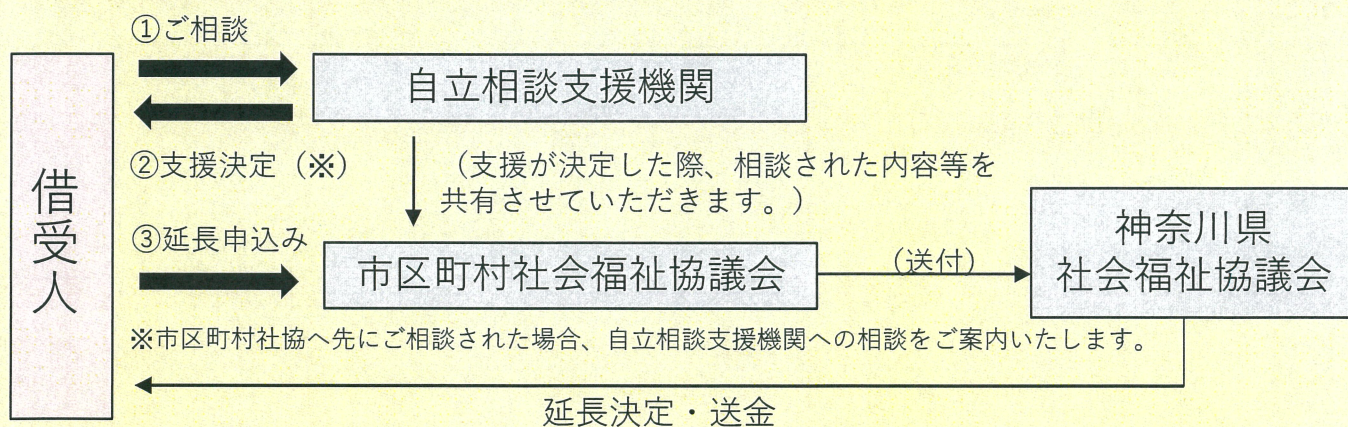 ①ご相談
自立相談支援機関
借受人
②支援決定（※）
（支援が決定した際、相談された内容等を
共有させていただきます。）
③延長申込み
市区町村社会福祉協議会
（送付）
神奈川県
社会福祉協議会
※市区町村社協へ先にご相談された場合、自立相談支援機関への相談をご案内いたします。
延長決定・送金